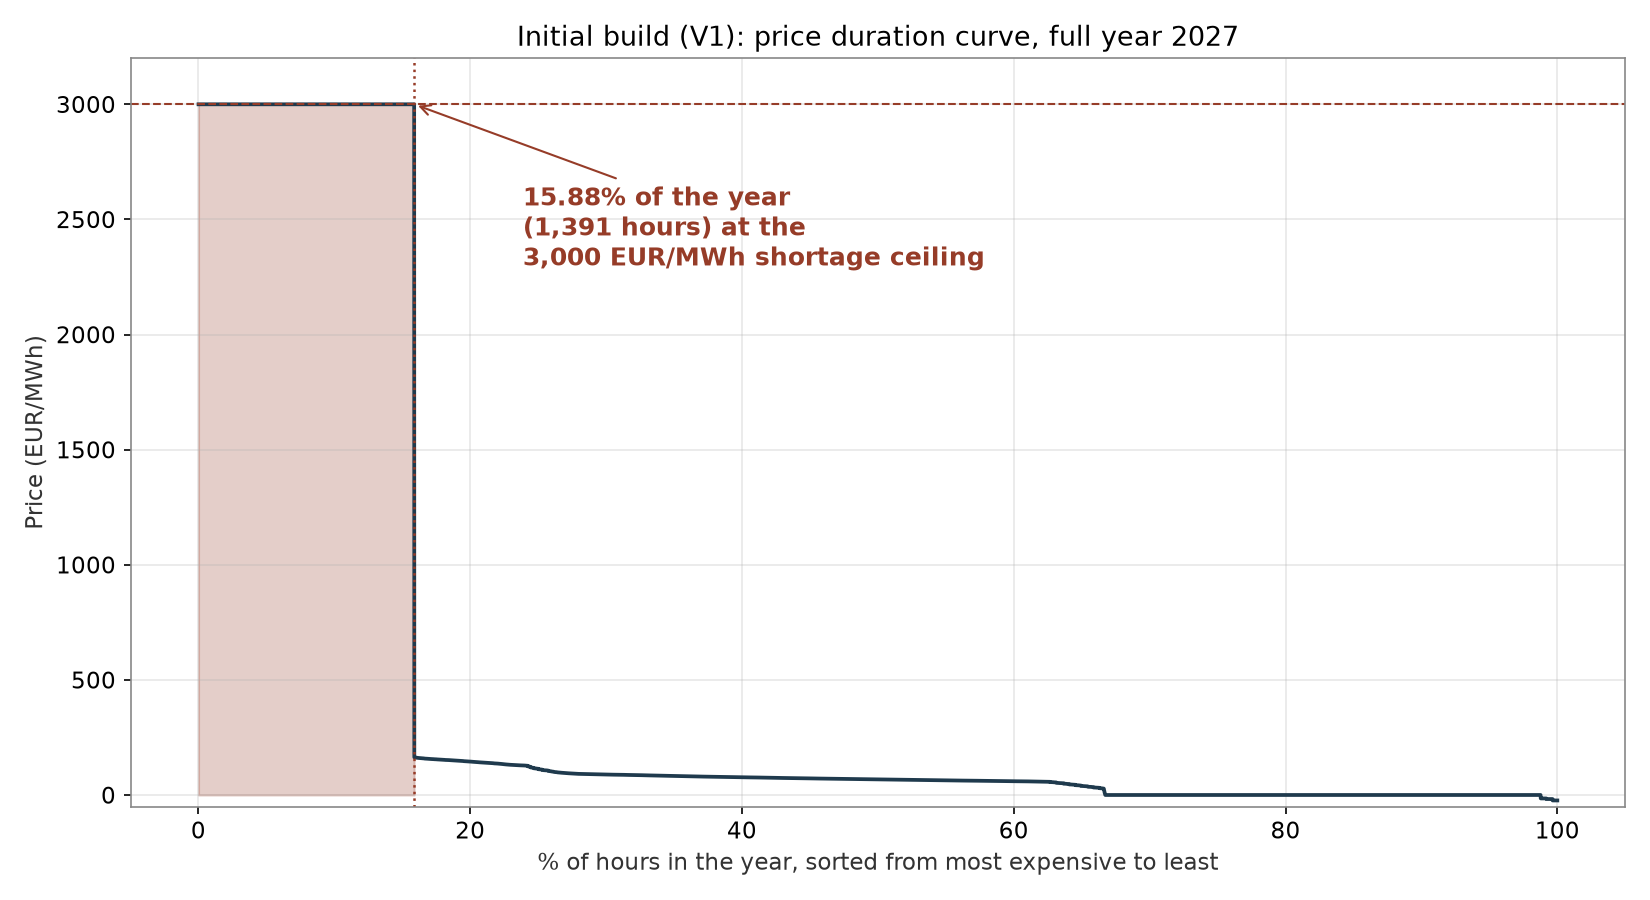 Initial build (V1): price duration curve, full year 2027
3000
2500
2000
1500
1000
500
0
Price (EUR/MWh)
15.88% of the year
(1,391 hours) at the
3,000 EUR/MWh shortage ceiling
0 20 40 60 80 100
% of hours in the year, sorted from most expensive to least